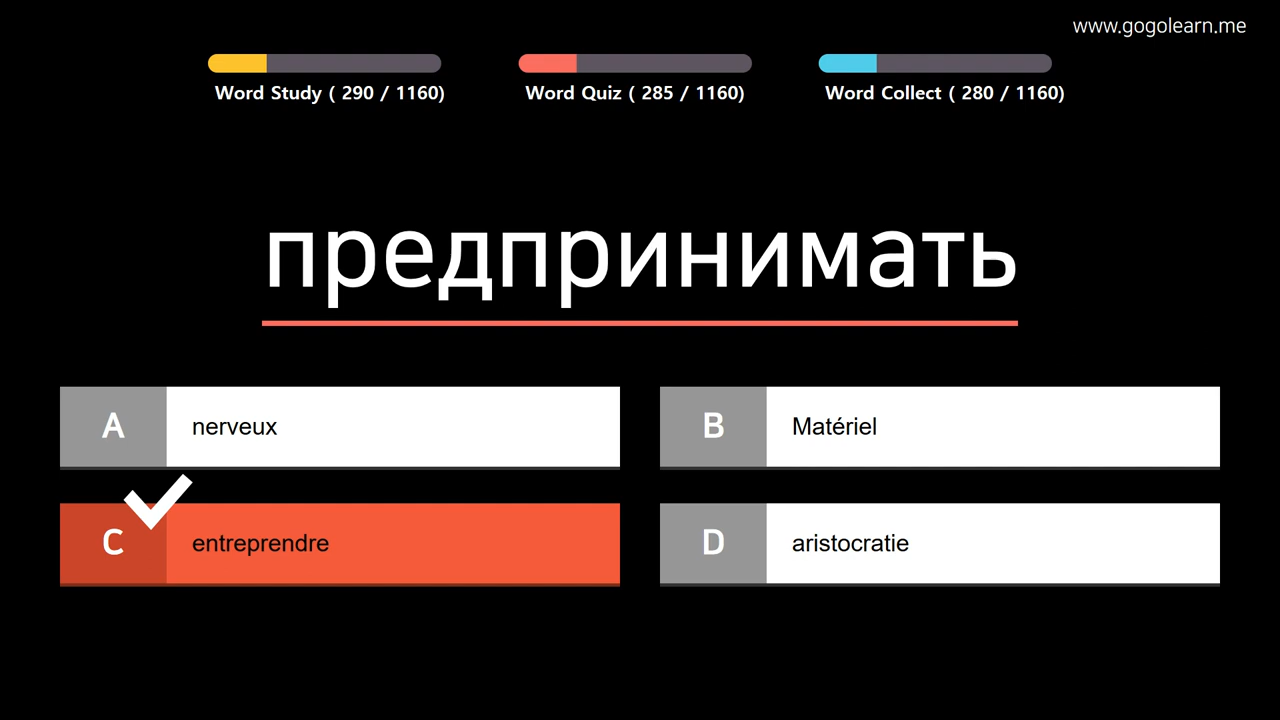 www.gogolearn.me
Word Study ( 290 / 1160)
Word Quiz ( 285 / 1160)
Word Collect ( 280 / 1160)
предпринимать
A nerveux
B Matériel
C entreprendre
D aristocratie